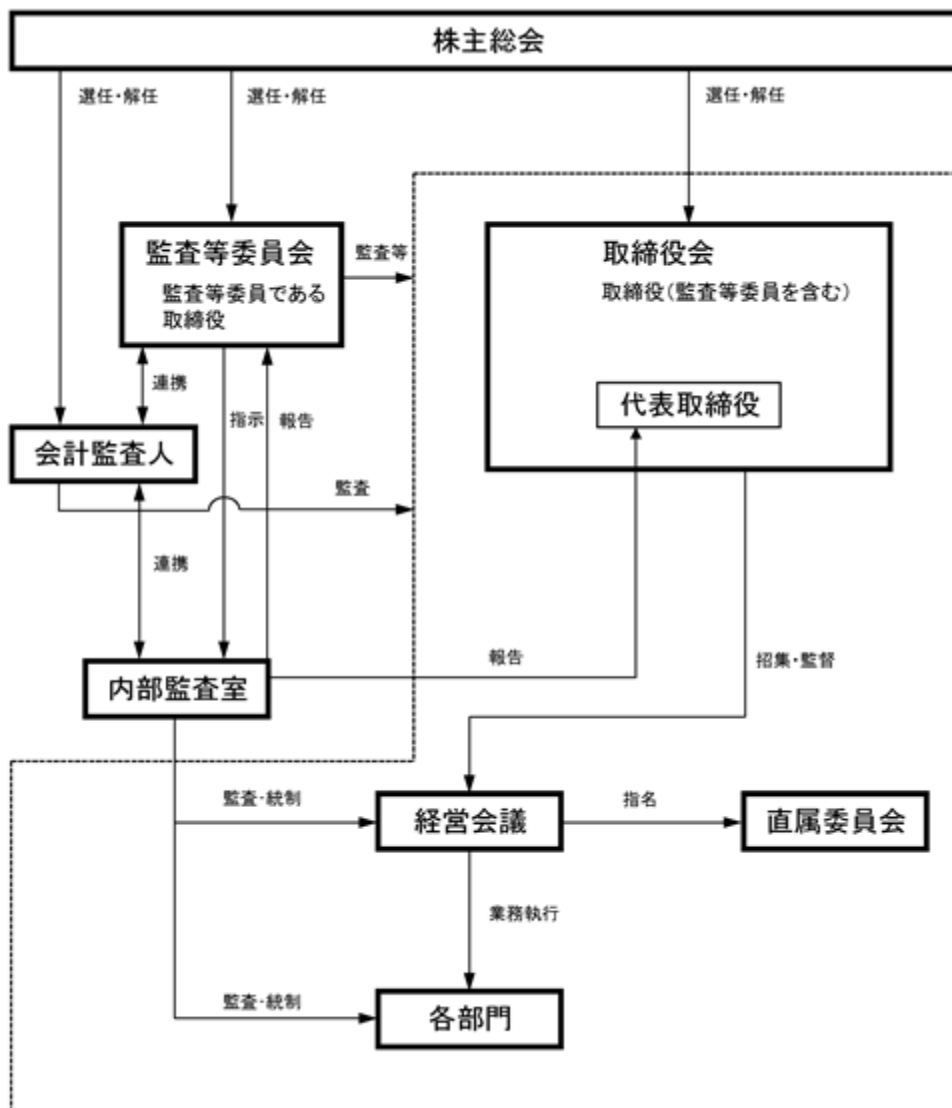 株主総会
選任・解任
選任・解任
選任・解任
監査等委員会
監査等委員である
取締役
監査等
取締役会
取締役(監査等委員を含む)
代表取締役
連携
指示
報告
会計監査人
監査
連携
内部監査室
報告
招集・監督
監査・統制
経営会議
指名
直属委員会
業務執行
監査・統制
各部門